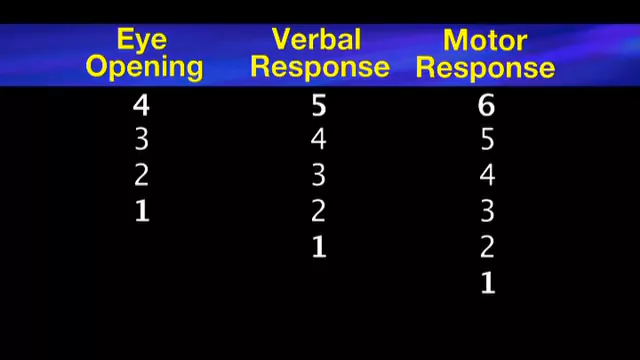 Eye Verbal Motor
Opening Response Response
4 5 6
3 4 5
2 3 4
1 2 3
1 2
1